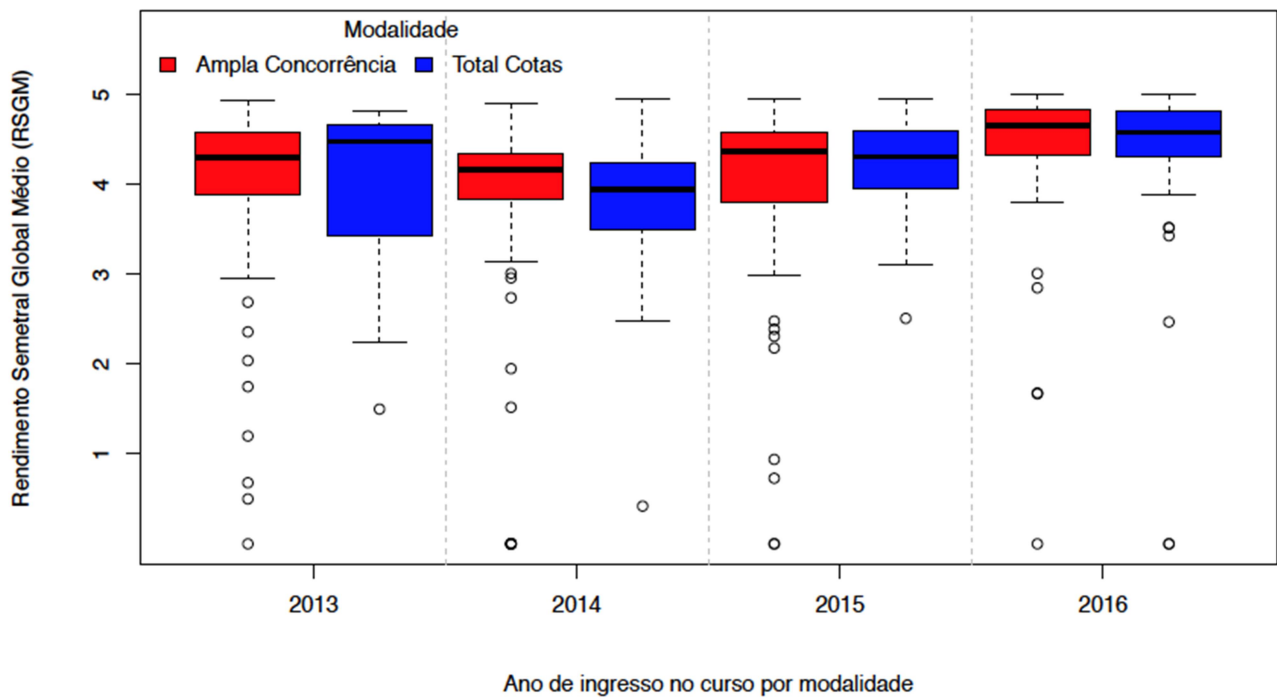 Modalidade
Ampla Concorrência Total Cotas
Rendimento Semetral Global Médio (RSGM)
5
4
3
2
1
2013 2014 2015 2016
Ano de ingresso no curso por modalidade